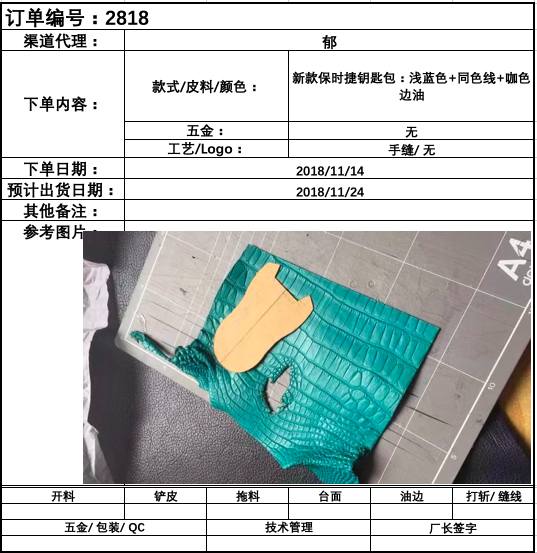 订单编号：2818
渠道代理：
郁
下单内容：
款式/皮料/颜色：
新款保时捷钥匙包：浅蓝色+同色线+咖色
边油
五金：
无
工艺/Logo：
手缝/ 无
下单日期：
2018/11/14
预计出货日期：
2018/11/24
其他备注：
参考图片：
A4
10
5
开料
铲皮
拖料
台面
油边
打斩/ 缝线
五金/ 包装/ QC
技术管理
厂长签字